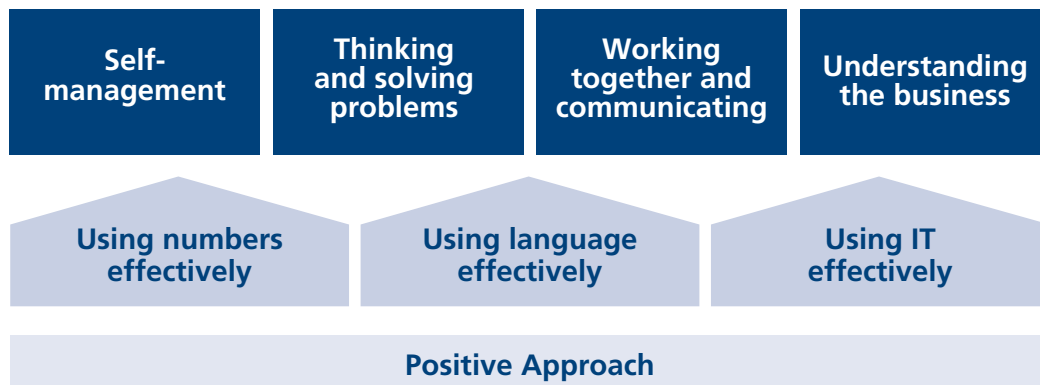 Self-
management
Thinking
and solving
problems
Working
together and
communicating
Understanding
the business
Using numbers
effectively
Using language
effectively
Using IT
effectively
Positive Approach